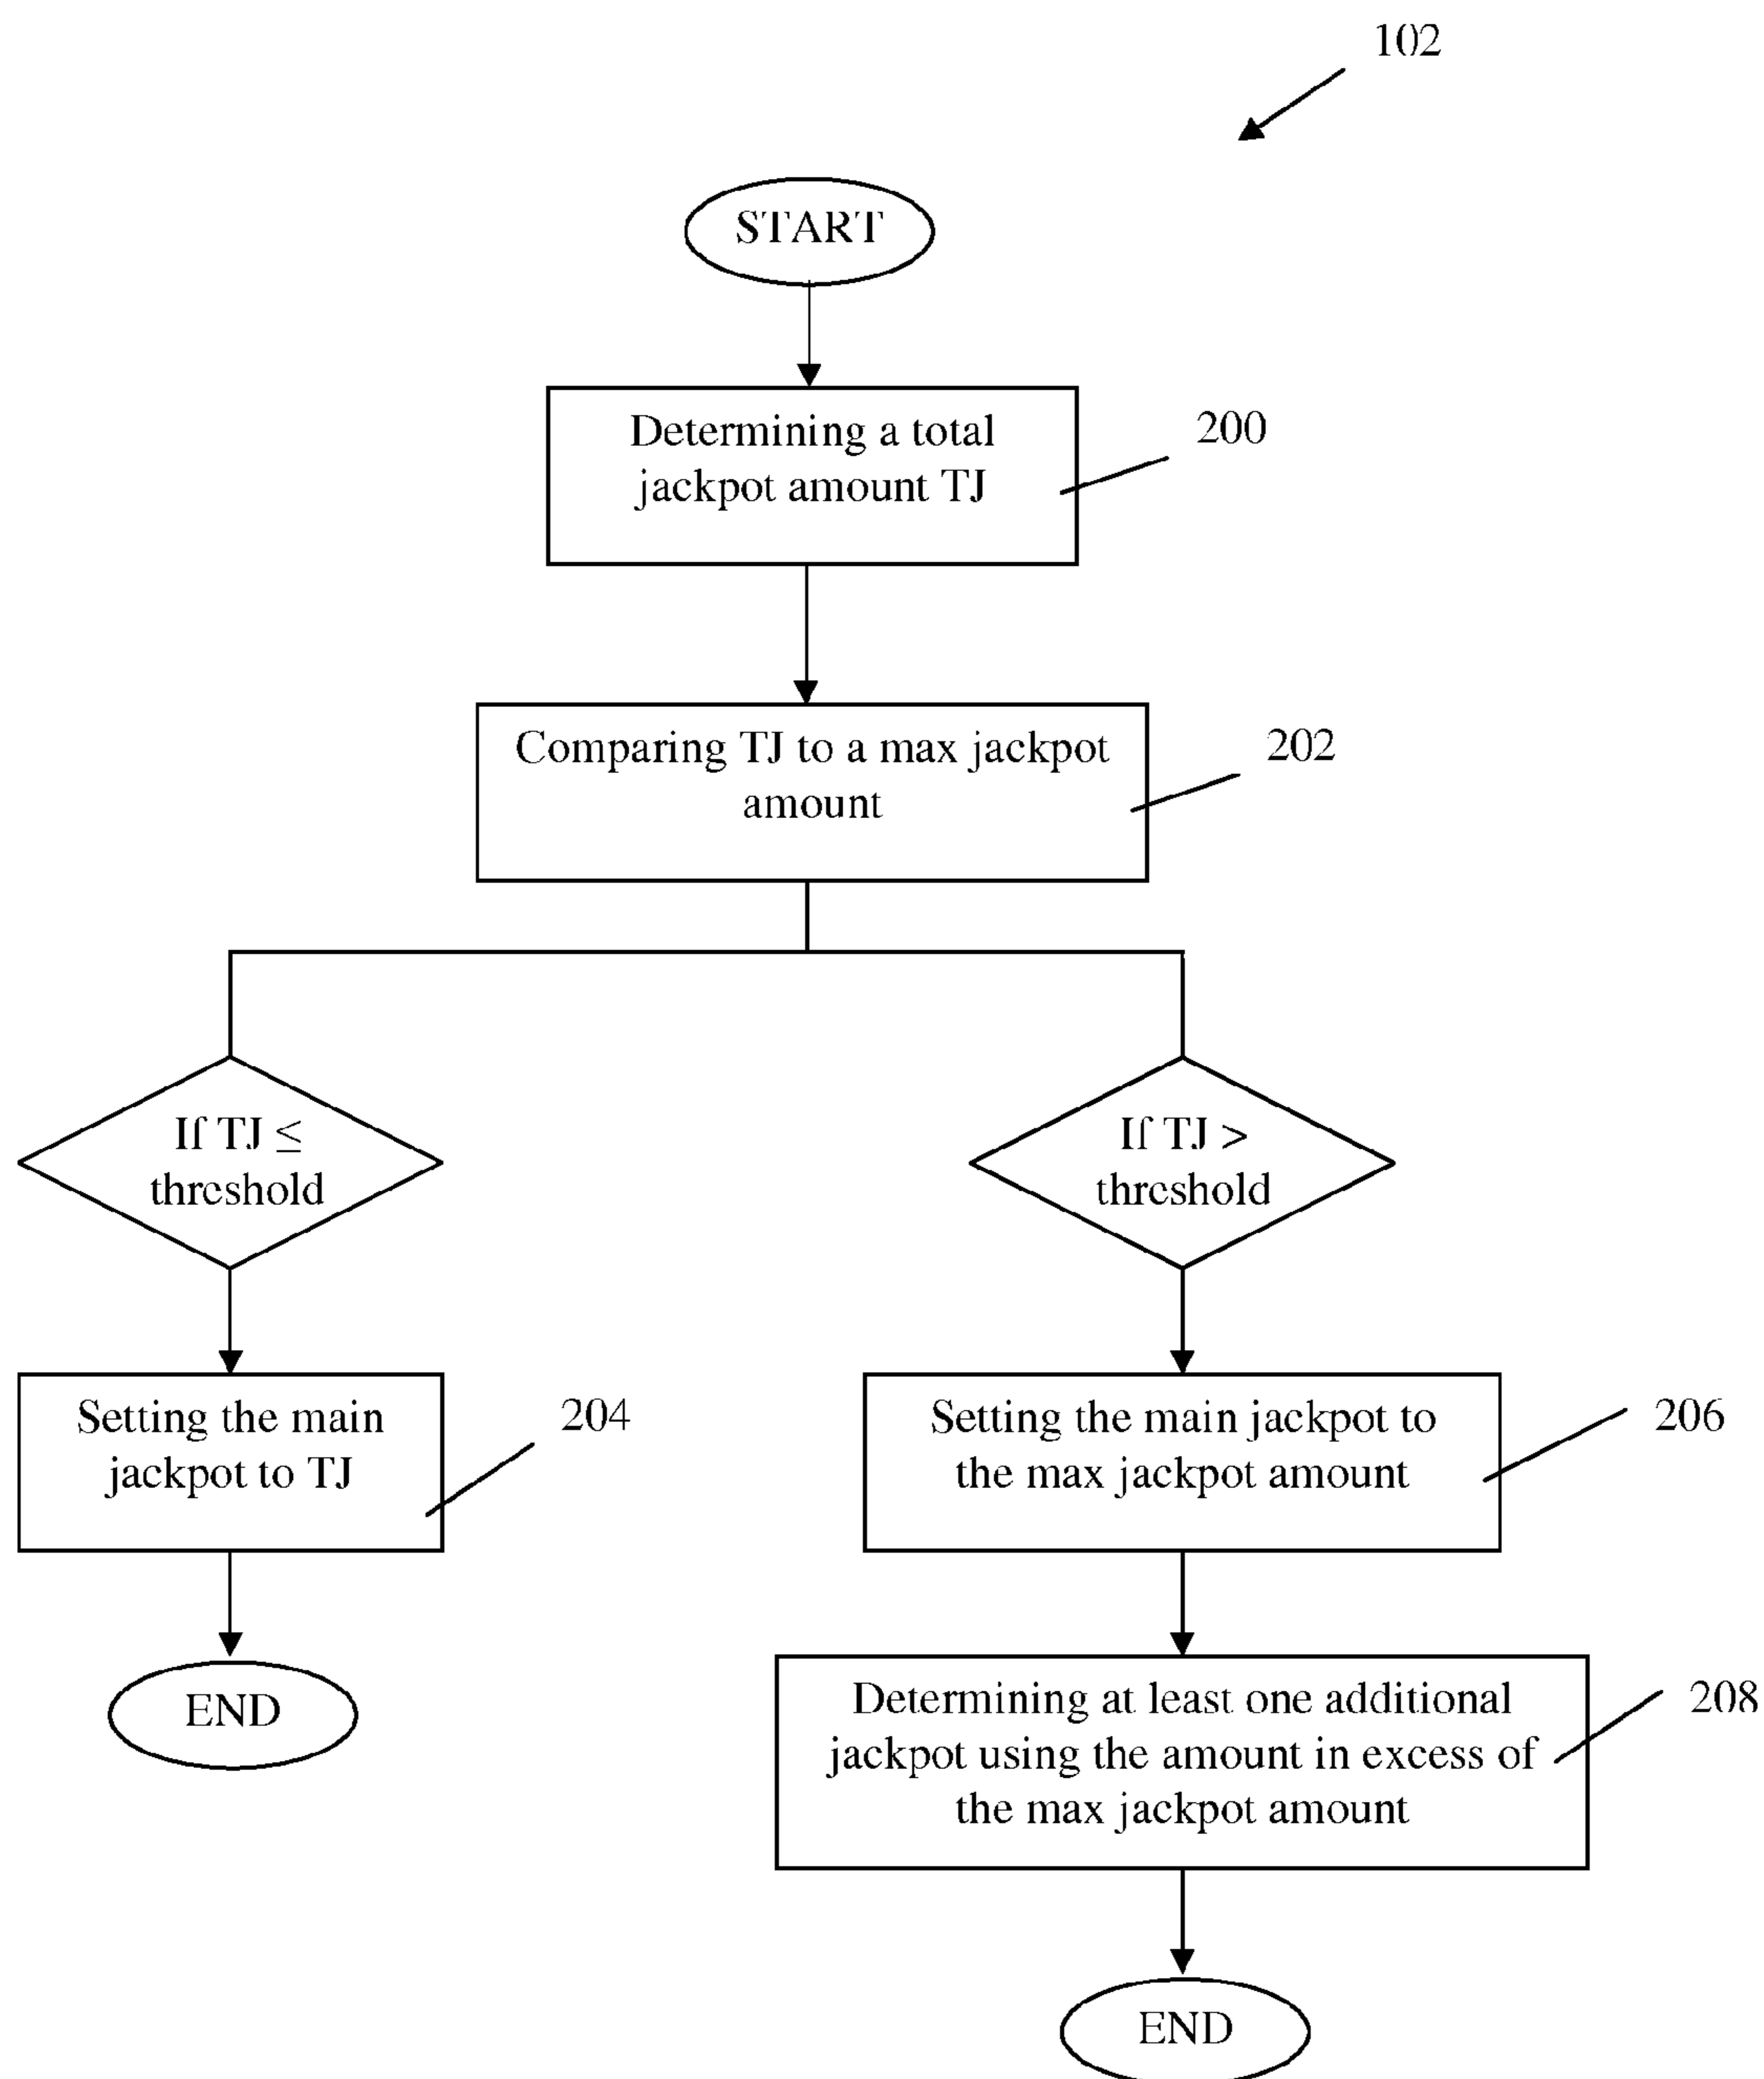 102
START
Determining a total
jackpot amount TJ
200
Comparing TJ to a max jackpot
amount
202
If TJ ≤
threshold
If TJ >
threshold
Setting the main
jackpot to TJ
204
Setting the main jackpot to
the max jackpot amount
206
END
Determining at least one additional
jackpot using the amount in excess of
the max jackpot amount
208
END